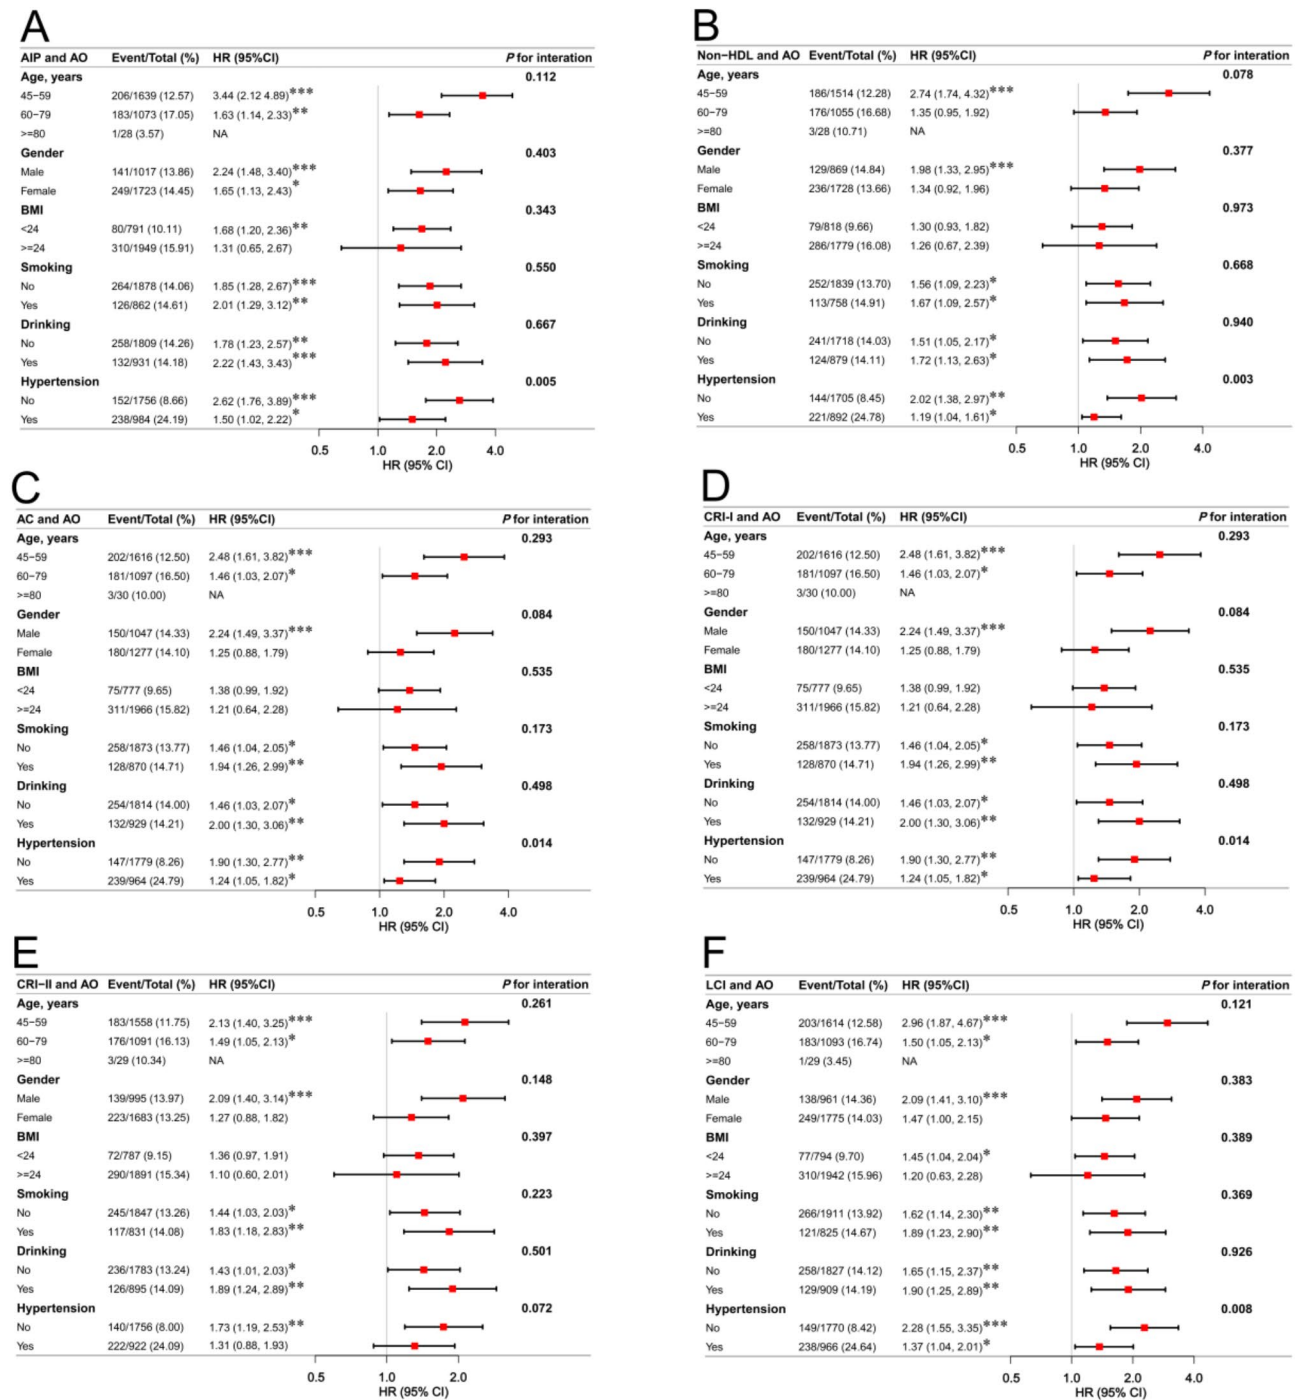 A
AIP and AO Event/Total (%) HR (95%CI) P for interation
Age, years 0.112
45−59 206/1639 (12.57) 3.44 (2.12 4.89)***
60−79 183/1073 (17.05) 1.63 (1.14, 2.33)**
>=80 1/28 (3.57) NA
Gender 0.403
Male 141/1017 (13.86) 2.24 (1.48, 3.40)***
Female 249/1723 (14.45) 1.65 (1.13, 2.43)*
BMI 0.343
<24 80/791 (10.11) 1.68 (1.20, 2.36)**
>=24 310/1949 (15.91) 1.31 (0.65, 2.67)
Smoking 0.550
No 264/1878 (14.06) 1.85 (1.28, 2.67)***
Yes 126/862 (14.61) 2.01 (1.29, 3.12)**
Drinking 0.667
No 258/1809 (14.26) 1.78 (1.23, 2.57)**
Yes 132/931 (14.18) 2.22 (1.43, 3.43)***
Hypertension 0.005
No 152/1756 (8.66) 2.62 (1.76, 3.89)***
Yes 238/984 (24.19) 1.50 (1.02, 2.22)*
0.5 1.0 2.0 4.0
HR (95% CI)
B
Non−HDL and AO Event/Total (%) HR (95%CI) P for interation
Age, years 0.078
45−59 186/1514 (12.28) 2.74 (1.74, 4.32)***
60−79 176/1055 (16.68) 1.35 (0.95, 1.92)
>=80 3/28 (10.71) NA
Gender 0.377
Male 129/869 (14.84) 1.98 (1.33, 2.95)***
Female 236/1728 (13.66) 1.34 (0.92, 1.96)
BMI 0.973
<24 79/818 (9.66) 1.30 (0.93, 1.82)
>=24 286/1779 (16.08) 1.26 (0.67, 2.39)
Smoking 0.668
No 252/1839 (13.70) 1.56 (1.09, 2.23)*
Yes 113/758 (14.91) 1.67 (1.09, 2.57)*
Drinking 0.940
No 241/1718 (14.03) 1.51 (1.05, 2.17)*
Yes 124/879 (14.11) 1.72 (1.13, 2.63)*
Hypertension 0.003
No 144/1705 (8.45) 2.02 (1.38, 2.97)**
Yes 221/892 (24.78) 1.19 (1.04, 1.61)*
0.5 1.0 2.0 4.0
HR (95% CI)
C
AC and AO Event/Total (%) HR (95%CI) P for interation
Age, years 0.293
45−59 202/1616 (12.50) 2.48 (1.61, 3.82)***
60−79 181/1097 (16.50) 1.46 (1.03, 2.07)*
>=80 3/30 (10.00) NA
Gender 0.084
Male 150/1047 (14.33) 2.24 (1.49, 3.37)***
Female 180/1277 (14.10) 1.25 (0.88, 1.79)
BMI 0.535
<24 75/777 (9.65) 1.38 (0.99, 1.92)
>=24 311/1966 (15.82) 1.21 (0.64, 2.28)
Smoking 0.173
No 258/1873 (13.77) 1.46 (1.04, 2.05)*
Yes 128/870 (14.71) 1.94 (1.26, 2.99)**
Drinking 0.498
No 254/1814 (14.00) 1.46 (1.03, 2.07)*
Yes 132/929 (14.21) 2.00 (1.30, 3.06)**
Hypertension 0.014
No 147/1779 (8.26) 1.90 (1.30, 2.77)**
Yes 239/964 (24.79) 1.24 (1.05, 1.82)*
0.5 1.0 2.0 4.0
HR (95% CI)
D
CRI-I and AO Event/Total (%) HR (95%CI) P for interation
Age, years 0.293
45−59 202/1616 (12.50) 2.48 (1.61, 3.82)***
60−79 181/1097 (16.50) 1.46 (1.03, 2.07)*
>=80 3/30 (10.00) NA
Gender 0.084
Male 150/1047 (14.33) 2.24 (1.49, 3.37)***
Female 180/1277 (14.10) 1.25 (0.88, 1.79)
BMI 0.535
<24 75/777 (9.65) 1.38 (0.99, 1.92)
>=24 311/1966 (15.82) 1.21 (0.64, 2.28)
Smoking 0.173
No 258/1873 (13.77) 1.46 (1.04, 2.05)*
Yes 128/870 (14.71) 1.94 (1.26, 2.99)**
Drinking 0.498
No 254/1814 (14.00) 1.46 (1.03, 2.07)*
Yes 132/929 (14.21) 2.00 (1.30, 3.06)**
Hypertension 0.014
No 147/1779 (8.26) 1.90 (1.30, 2.77)**
Yes 239/964 (24.79) 1.24 (1.05, 1.82)*
0.5 1.0 2.0 4.0
HR (95% CI)
E
CRI−II and AO Event/Total (%) HR (95%CI) P for interation
Age, years 0.261
45−59 183/1558 (11.75) 2.13 (1.40, 3.25)***
60−79 176/1091 (16.13) 1.49 (1.05, 2.13)*
>=80 3/29 (10.34) NA
Gender 0.148
Male 139/995 (13.97) 2.09 (1.40, 3.14)***
Female 223/1683 (13.25) 1.27 (0.88, 1.82)
BMI 0.397
<24 72/787 (9.15) 1.36 (0.97, 1.91)
>=24 290/1891 (15.34) 1.10 (0.60, 2.01)
Smoking 0.223
No 245/1847 (13.26) 1.44 (1.03, 2.03)*
Yes 117/831 (14.08) 1.83 (1.18, 2.83)**
Drinking 0.501
No 236/1783 (13.24) 1.43 (1.01, 2.03)*
Yes 126/895 (14.09) 1.89 (1.24, 2.89)**
Hypertension 0.072
No 140/1756 (8.00) 1.73 (1.19, 2.53)**
Yes 222/922 (24.09) 1.31 (0.88, 1.93)
0.5 1.0 2.0
HR (95% CI)
F
LCI and AO Event/Total (%) HR (95%CI) P for interation
Age, years 0.121
45−59 203/1614 (12.58) 2.96 (1.87, 4.67)***
60−79 183/1093 (16.74) 1.50 (1.05, 2.13)*
>=80 1/29 (3.45) NA
Gender 0.383
Male 138/961 (14.36) 2.09 (1.41, 3.10)***
Female 249/1775 (14.03) 1.47 (1.00, 2.15)
BMI 0.389
<24 77/794 (9.70) 1.45 (1.04, 2.04)*
>=24 310/1942 (15.96) 1.20 (0.63, 2.28)
Smoking 0.369
No 266/1911 (13.92) 1.62 (1.14, 2.30)**
Yes 121/825 (14.67) 1.89 (1.23, 2.90)**
Drinking 0.926
No 258/1827 (14.12) 1.65 (1.15, 2.37)**
Yes 129/909 (14.19) 1.90 (1.25, 2.89)**
Hypertension 0.008
No 149/1770 (8.42) 2.28 (1.55, 3.35)***
Yes 238/966 (24.64) 1.37 (1.04, 2.01)*
0.5 1.0 2.0 4.0
HR (95% CI)